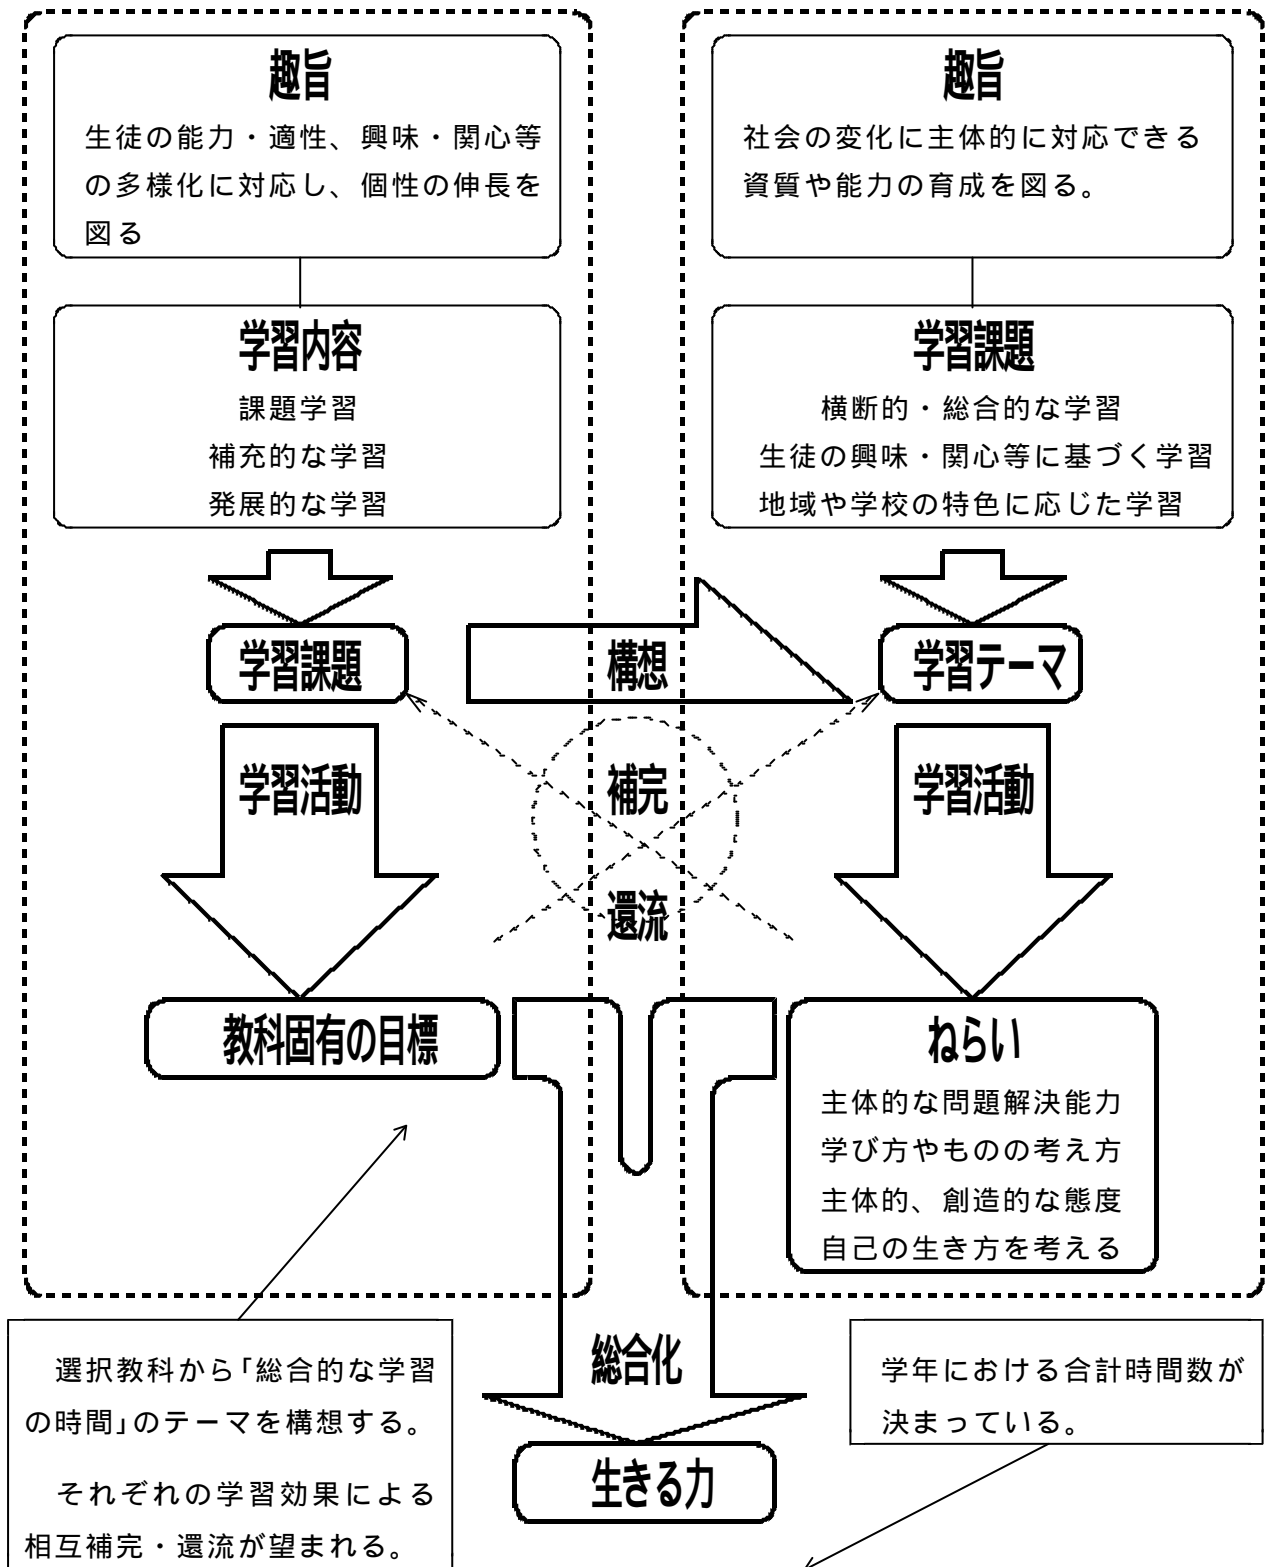 趣旨
生徒の能力・適性、興味・関心等
の多様化に対応し、個性の伸長を
図る
学習内容
課題学習
補充的な学習
発展的な学習
学習課題
学習活動
教科固有の目標
構想
補完
還流
趣旨
社会の変化に主体的に対応できる
資質や能力の育成を図る。
学習課題
横断的・総合的な学習
生徒の興味・関心等に基づく学習
地域や学校の特色に応じた学習
学習テーマ
学習活動
ねらい
主体的な問題解決能力
学び方やものの考え方
主体的、創造的な態度
自己の生き方を考える
選択教科から「総合的な学習
の時間」のテーマを構想する。
それぞれの学習効果による
相互補完・還流が望まれる。
総合化
生きる力
学年における合計時間数が
決まっている。